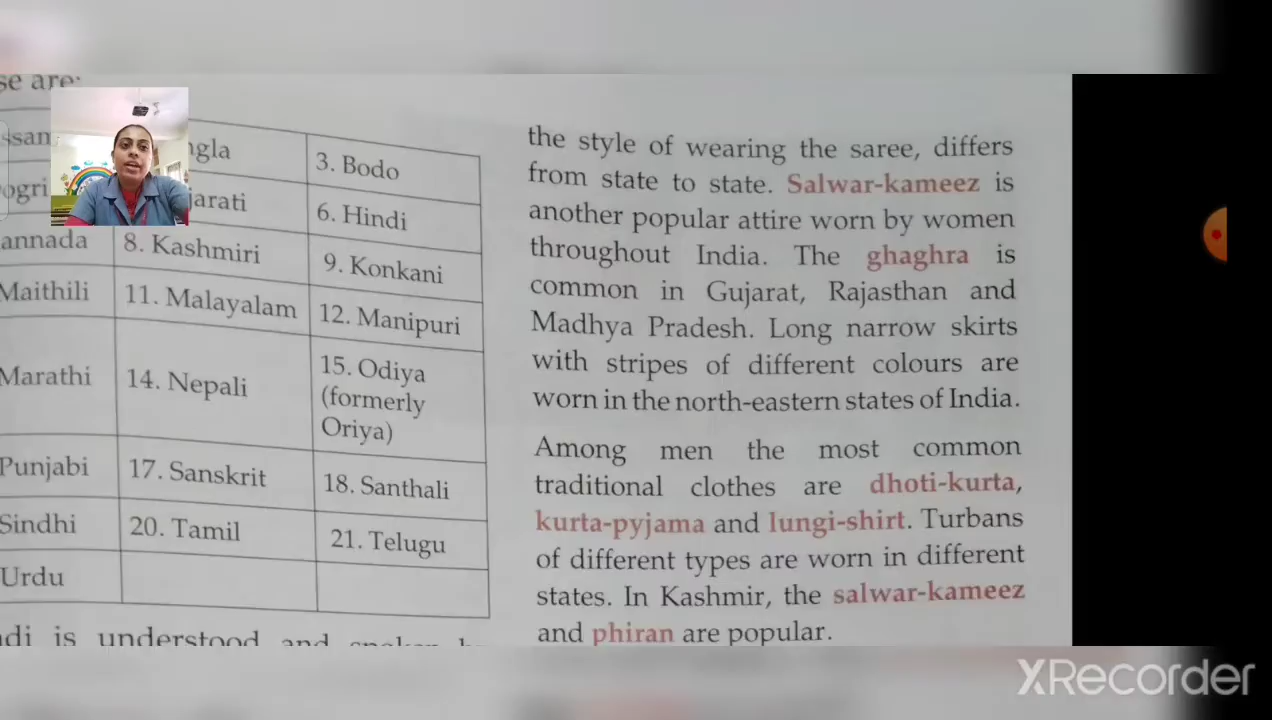 se are:
3. Bodo
6. Hindi
8. Kashmiri
9. Konkani
Maithili
11. Malayalam
12. Manipuri
Marathi
14. Nepali
15. Odiya
(formerly
Oriya)
Punjabi
17. Sanskrit
18. Santhali
Sindhi
20. Tamil
21. Telugu
Urdu
is understood and
the style of wearing the saree, differs
from state to state. Salwar-kameez is
another popular attire worn by women
throughout India. The ghaghra is
common in Gujarat, Rajasthan and
Madhya Pradesh. Long narrow skirts
with stripes of different colours are
worn in the north-eastern states of India.
Among men the most common
traditional clothes are dhoti-kurta,
kurta-pyjama and lungi-shirt. Turbans
of different types are worn in different
states. In Kashmir, the salwar-kameez
and phiran are popular.
XRecorder